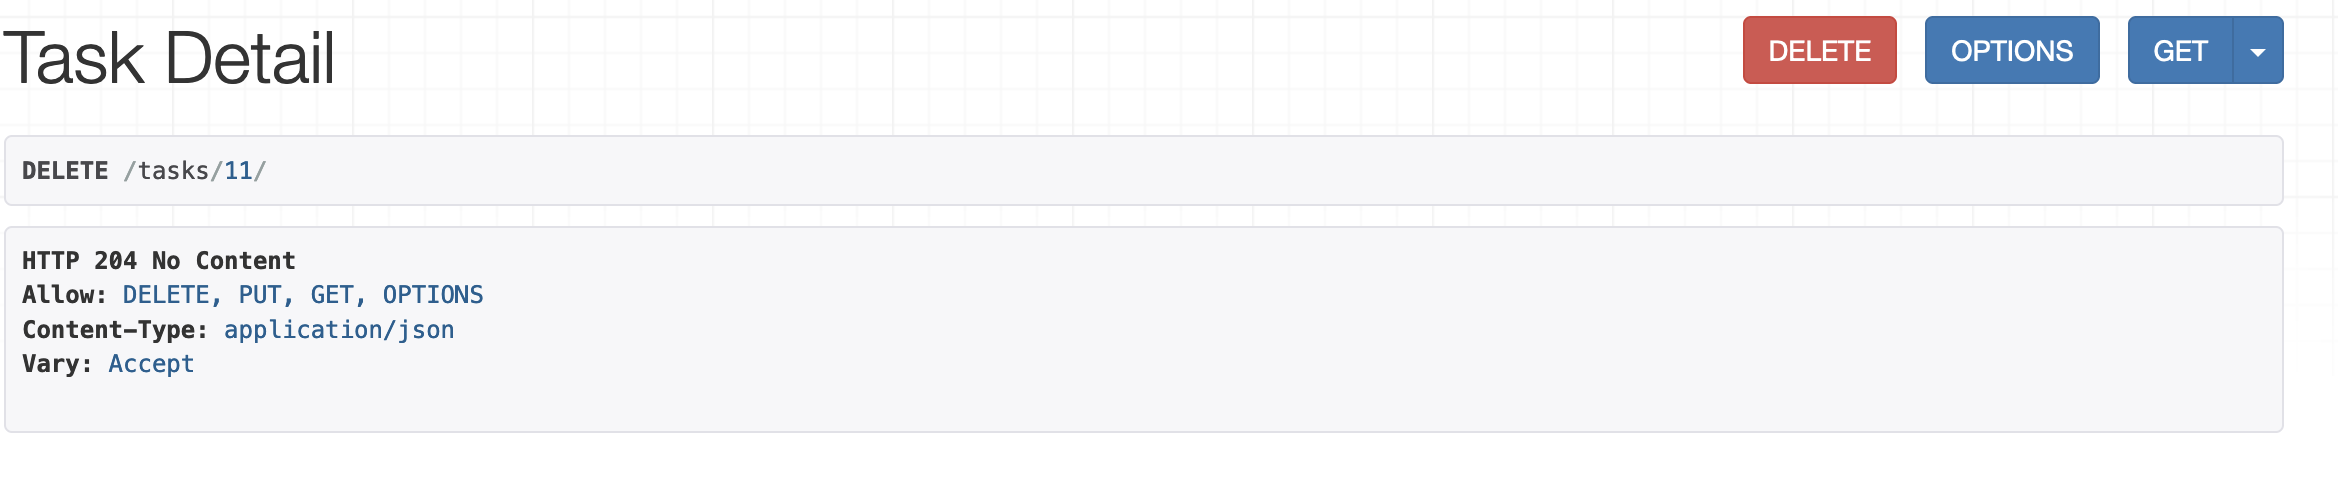 Task Detail
DELETE OPTIONS GET
DELETE /tasks/11/
HTTP 204 No Content
Allow: DELETE, PUT, GET, OPTIONS
Content-Type: application/json
Vary: Accept